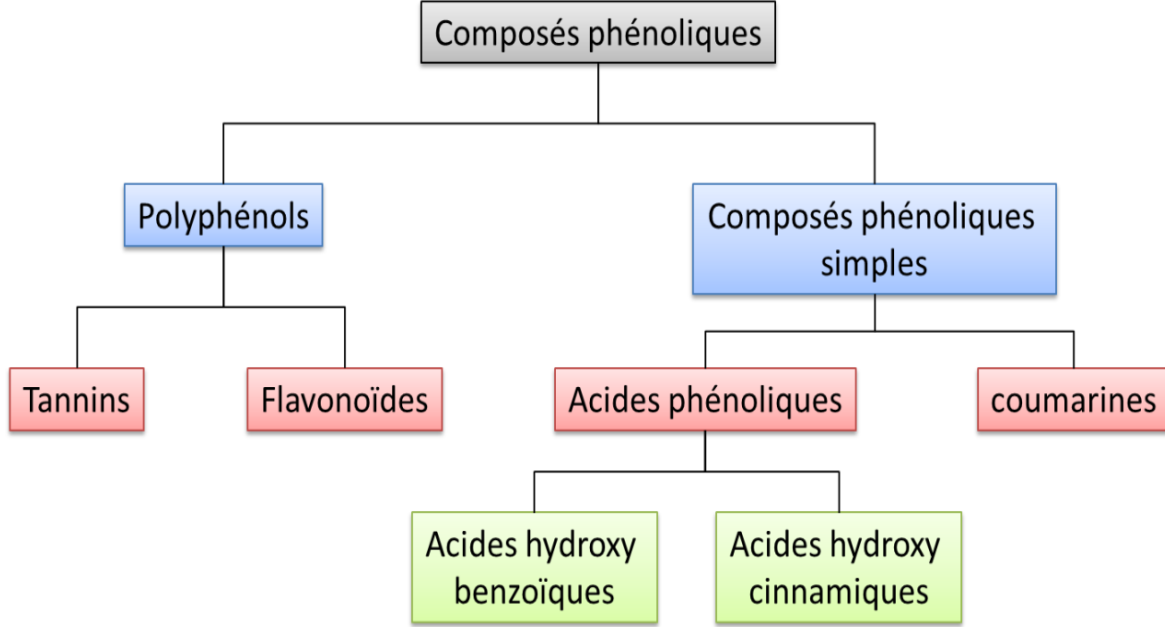 Composés phénoliques
Polyphénols
Composés phénoliques
simples
Tannins
Flavonoïdes
Acides phénoliques
coumarines
Acides hydroxy
benzoïques
Acides hydroxy
cinnamiques